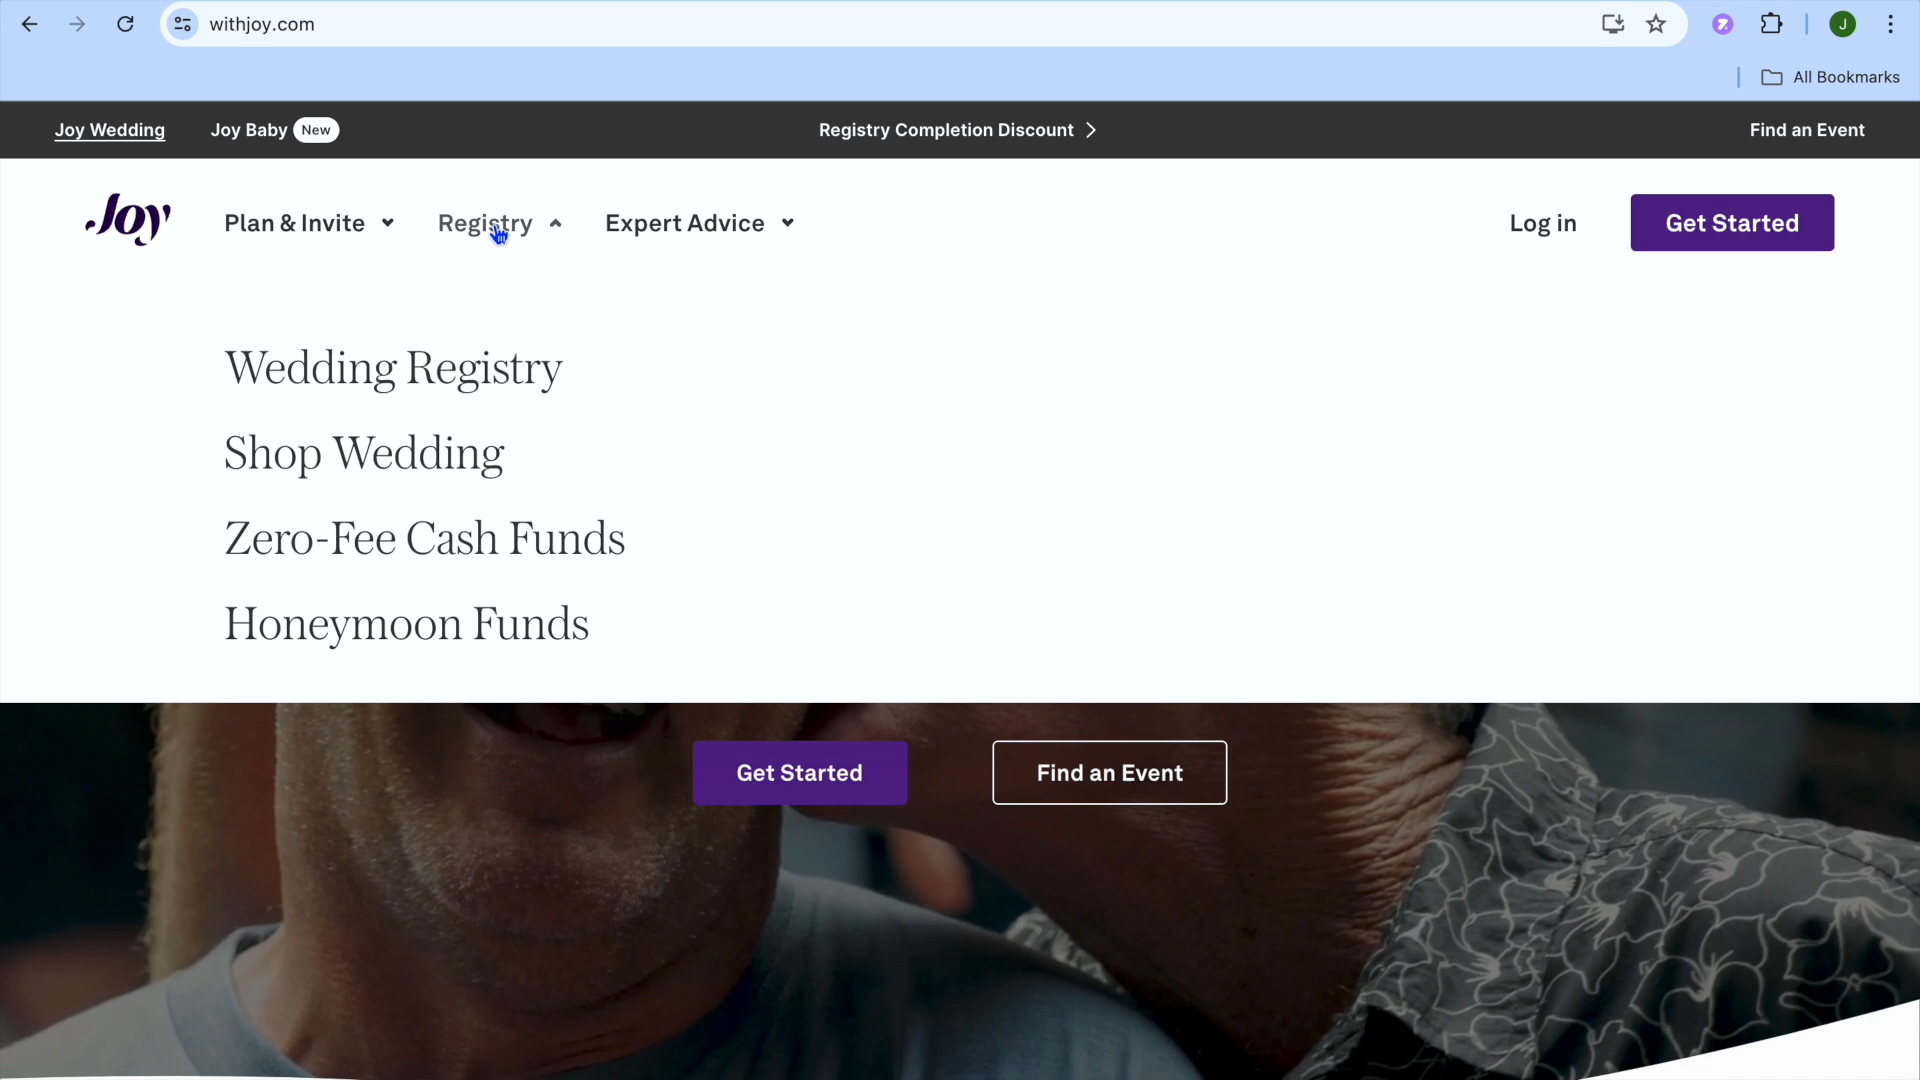 withjoy.com
J
All Bookmarks
Joy Wedding
Joy Baby New
Registry Completion Discount
Find an Event
Joy
Plan & Invite
Registry
Expert Advice
Log in
Get Started
Wedding Registry
Shop Wedding
Zero-Fee Cash Funds
Honeymoon Funds
Get Started
Find an Event